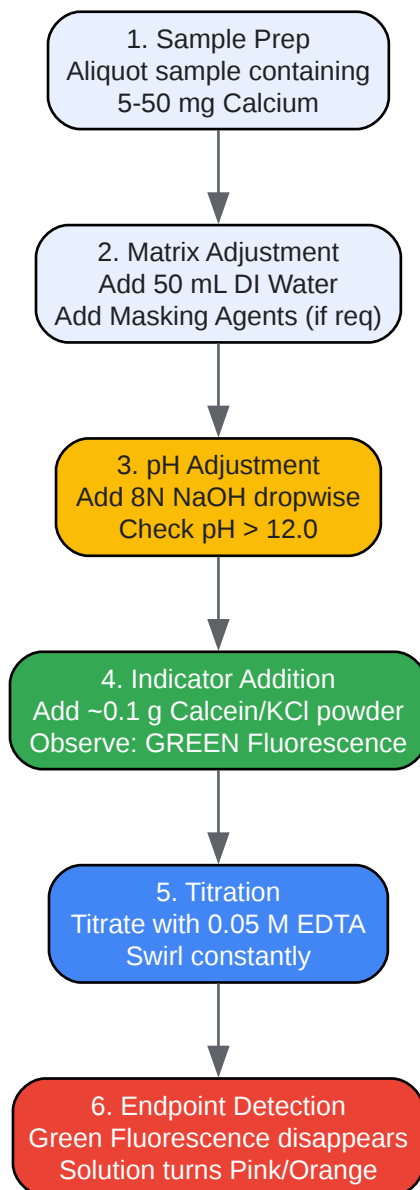 1. Sample Prep
Aliquot sample containing
5-50 mg Calcium
2. Matrix Adjustment
Add 50 mL DI Water
Add Masking Agents (if req)
3. pH Adjustment
Add 8N NaOH dropwise
Check pH > 12.0
4. Indicator Addition
Add ~0.1 g Calcein/KCl powder
Observe: GREEN Fluorescence
5. Titration
Titrate with 0.05 M EDTA
Swirl constantly
6. Endpoint Detection
Green Fluorescence disappears
Solution turns Pink/Orange